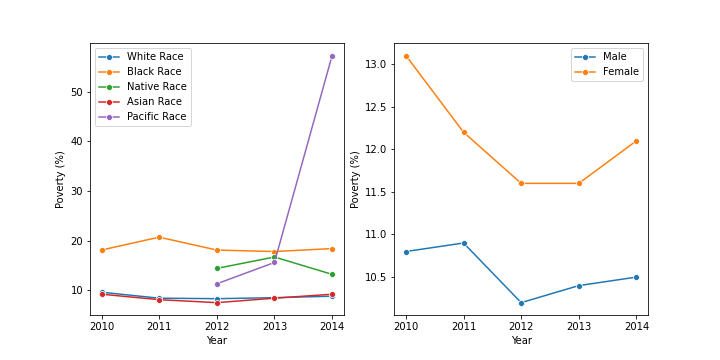 White Race
Black Race
Native Race
Asian Race
Pacific Race
50
40
30
20
10
Poverty (%)
2010 2011 2012 2013 2014
Year
Male
Female
13.0
12.5
12.0
11.5
11.0
10.5
Poverty (%)
2010 2011 2012 2013 2014
Year